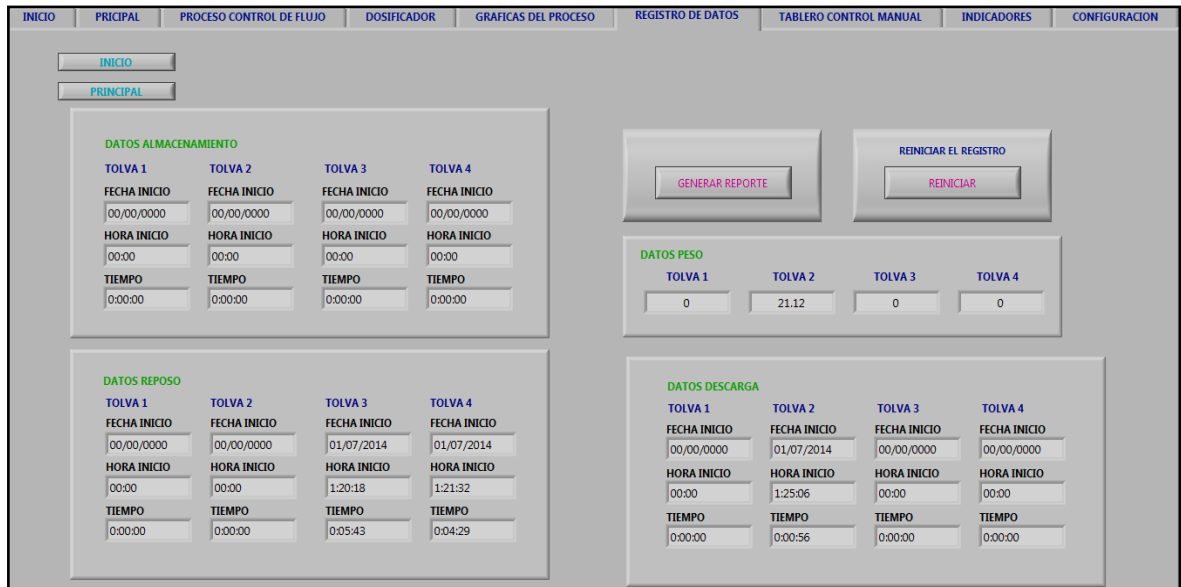 INICIO PRICIPAL PROCESO CONTROL DE FLUJO DOSIFICADOR GRAFICAS DEL PROCESO REGISTRO DE DATOS TABLERO CONTROL MANUAL INDICADORES CONFIGURACION
INICIO
PRINCIPAL
DATOS ALMACENAMIENTO
TOLVA 1 TOLVA 2 TOLVA 3 TOLVA 4
FECHA INICIO FECHA INICIO FECHA INICIO FECHA INICIO
00/00/0000 00/00/0000 00/00/0000 00/00/0000
HORA INICIO HORA INICIO HORA INICIO HORA INICIO
00:00 00:00 00:00 00:00
TIEMPO TIEMPO TIEMPO TIEMPO
0:00:00 0:00:00 0:00:00 0:00:00
GENERAR REPORTE
REINICIAR EL REGISTRO
REINICIAR
DATOS PESO
TOLVA 1 TOLVA 2 TOLVA 3 TOLVA 4
0 21.12 0 0
DATOS REPOSO
TOLVA 1 TOLVA 2 TOLVA 3 TOLVA 4
FECHA INICIO FECHA INICIO FECHA INICIO FECHA INICIO
00/00/0000 00/00/0000 01/07/2014 01/07/2014
HORA INICIO HORA INICIO HORA INICIO HORA INICIO
00:00 00:00 1:20:18 1:21:32
TIEMPO TIEMPO TIEMPO TIEMPO
0:00:00 0:00:00 0:05:43 0:04:29
DATOS DESCARGA
TOLVA 1 TOLVA 2 TOLVA 3 TOLVA 4
FECHA INICIO FECHA INICIO FECHA INICIO FECHA INICIO
00/00/0000 01/07/2014 00/00/0000 00/00/0000
HORA INICIO HORA INICIO HORA INICIO HORA INICIO
00:00 1:25:06 00:00 00:00
TIEMPO TIEMPO TIEMPO TIEMPO
0:00:00 0:00:56 0:00:00 0:00:00